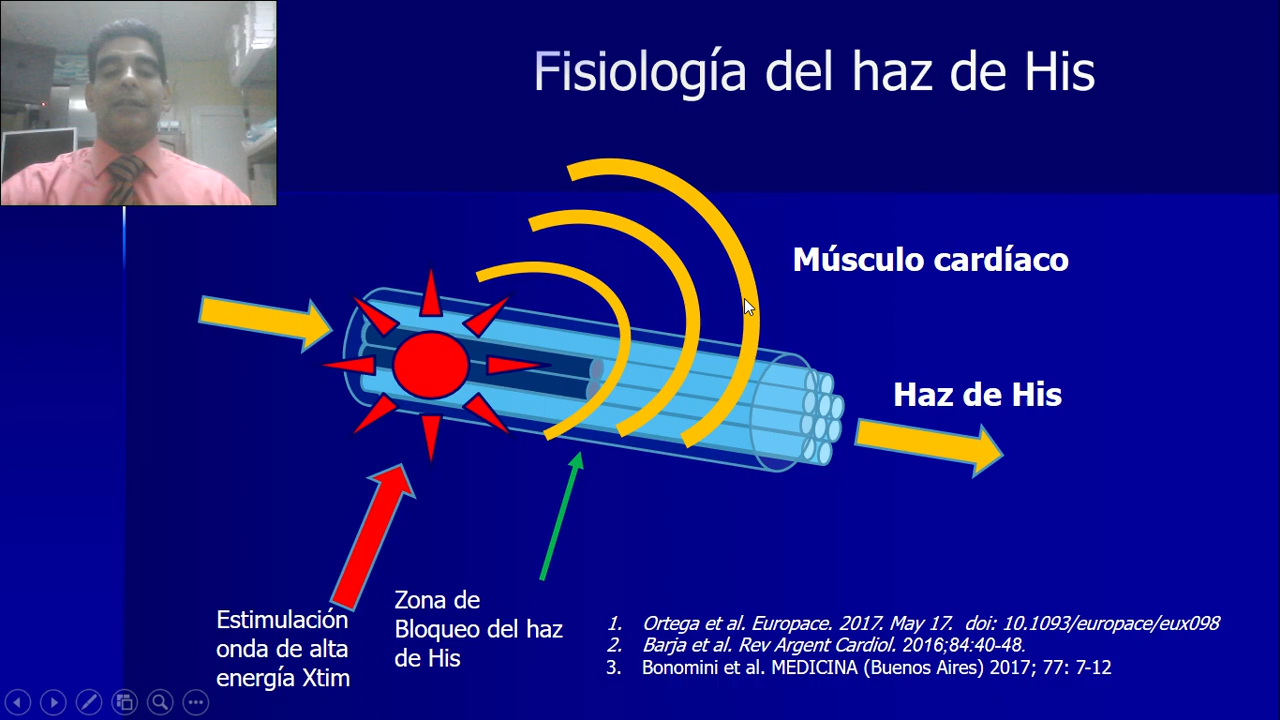 Fisiología del haz de His
Músculo cardíaco
Haz de His
Estimulación
onda de alta
energía Xtim
Zona de
Bloqueo del haz
de His
1. Ortega et al. Europace. 2017. May 17. doi: 10.1093/europace/eux098
2. Barja et al. Rev Argent Cardiol. 2016;84:40-48.
3. Bonomini et al. MEDICINA (Buenos Aires) 2017; 77: 7-12